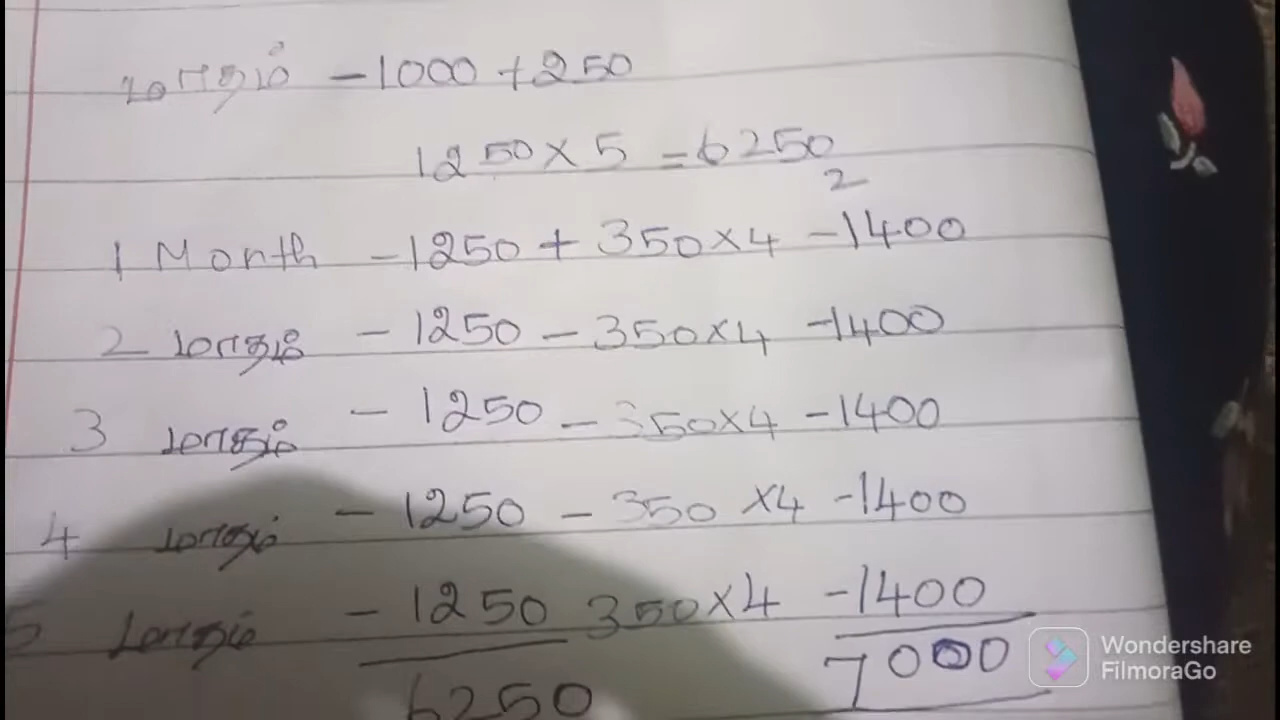 மாதம் -1000 +250
1250 × 5 = 6250
2
1 Month -1250 + 350×4 -1400
2 மாதம் - 1250 - 350×4 -1400
3 மாதம் - 1250 - 350×4 -1400
4 மாதம் - 1250 - 350 ×4 -1400
5 மாதம் - 1250 350×4 -1400
6250 7000
Wondershare
FilmoraGo